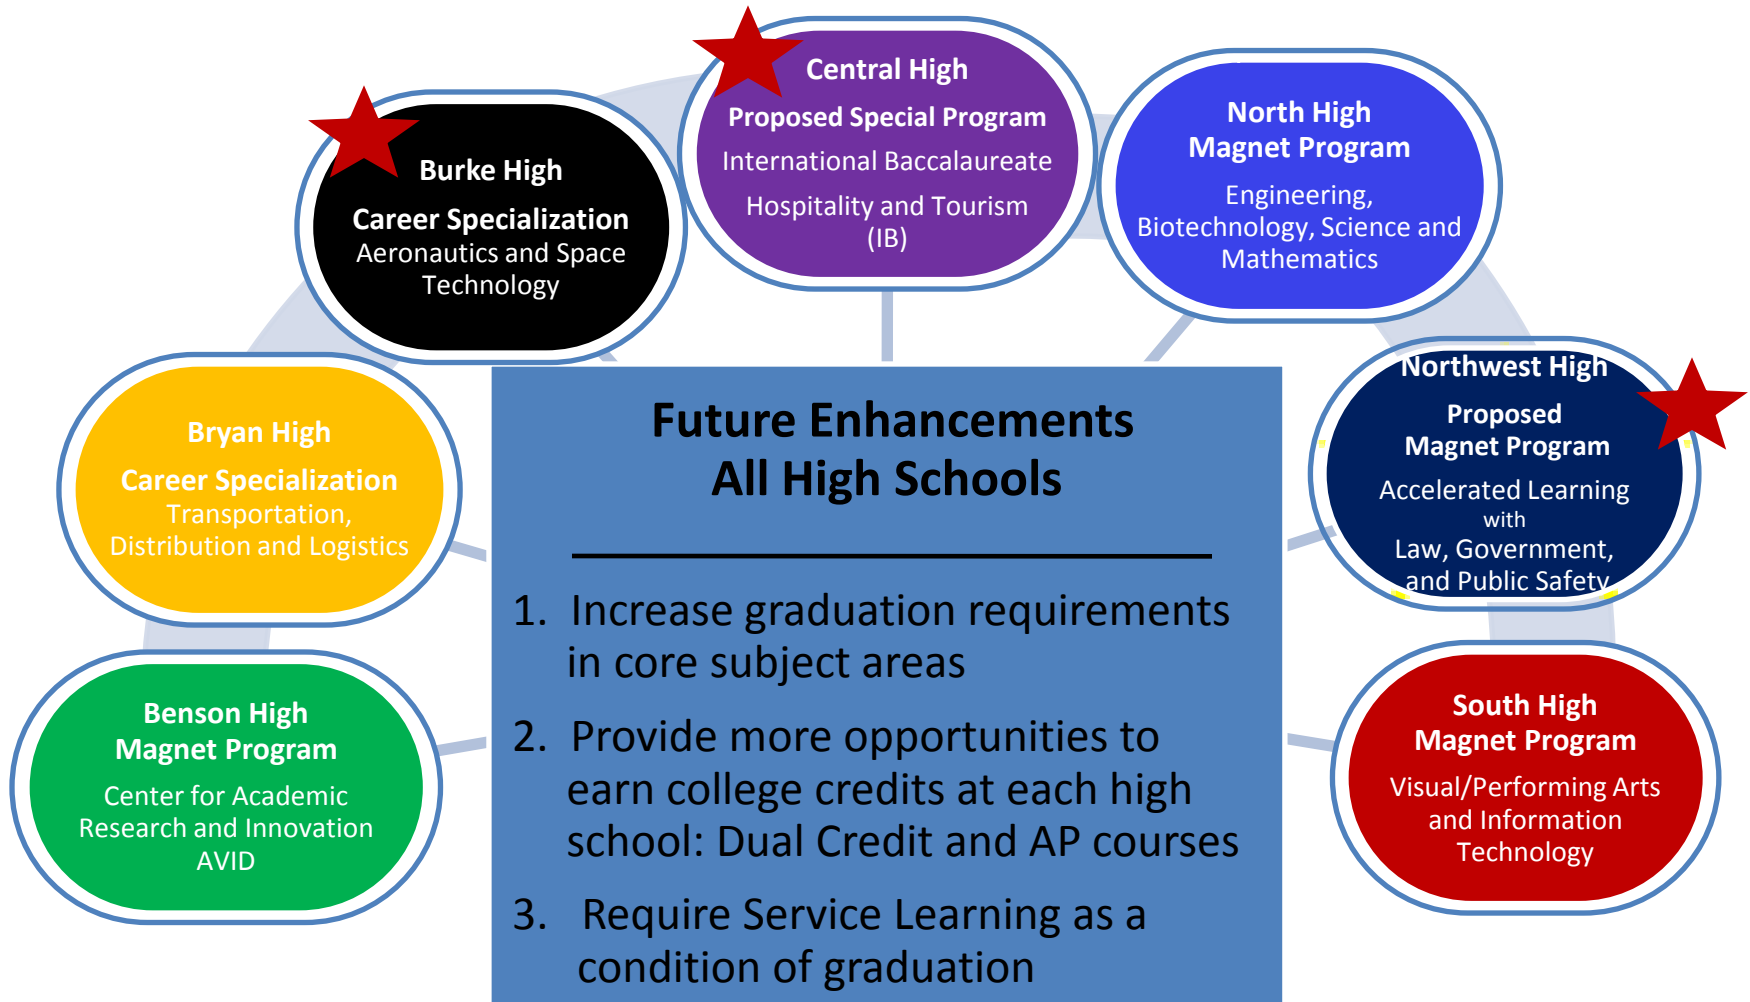 Central High
Proposed Special Program
International Baccalaureate
Hospitality and Tourism
(IB)
North High
Magnet Program
Engineering,
Biotechnology, Science and
Mathematics
Burke High
Career Specialization
Aeronautics and Space
Technology
Northwest High
Proposed
Magnet Program
Accelerated Learning
with
Law, Government,
and Public Safety
Bryan High
Career Specialization
Transportation,
Distribution and Logistics
Benson High
Magnet Program
Center for Academic
Research and Innovation
AVID
South High
Magnet Program
Visual/Performing Arts
and Information
Technology
Future Enhancements
All High Schools
1. Increase graduation requirements
in core subject areas
2. Provide more opportunities to
earn college credits at each high
school: Dual Credit and AP courses
3. Require Service Learning as a
condition of graduation